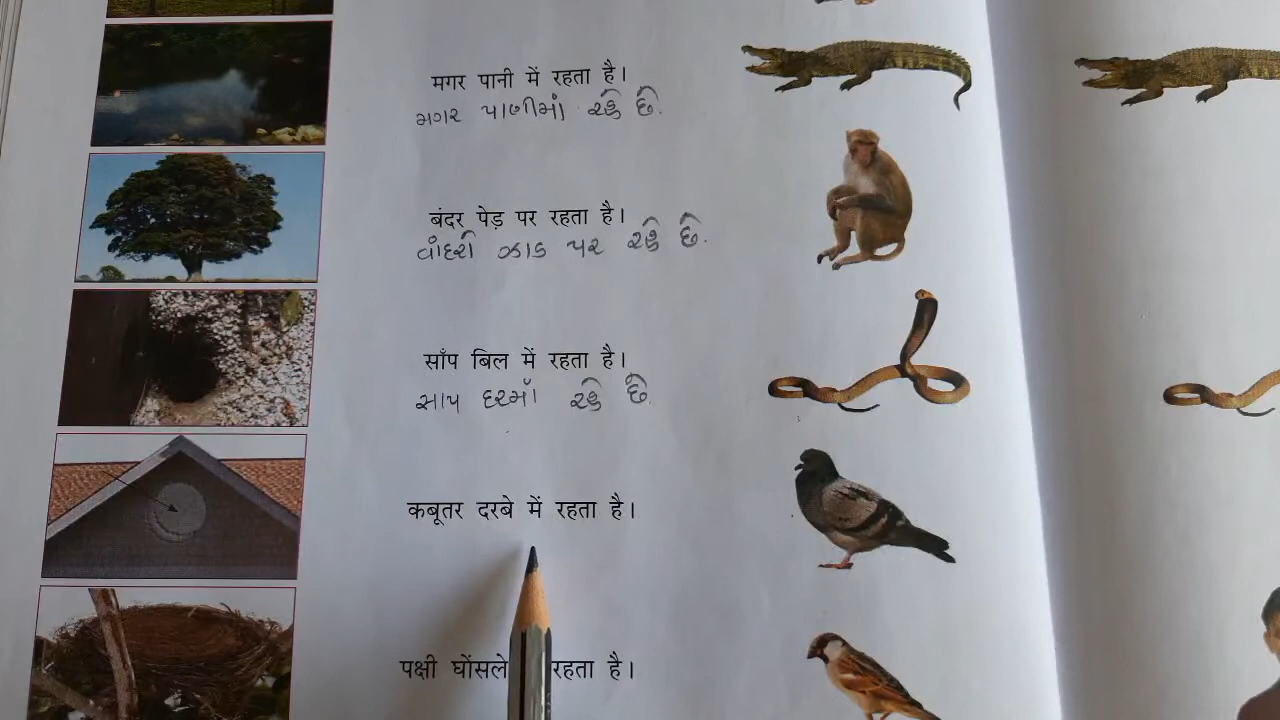 मगर पानी में रहता है।
મગર પાણીમાં રહે છે.
बंदर पेड़ पर रहता है।
વાંદરો ઝાડ પર રહે છે.
साँप बिल में रहता है।
સાપ દરમાં રહે છે.
कबूतर दरबे में रहता है।
पक्षी घोंसले रहता है।